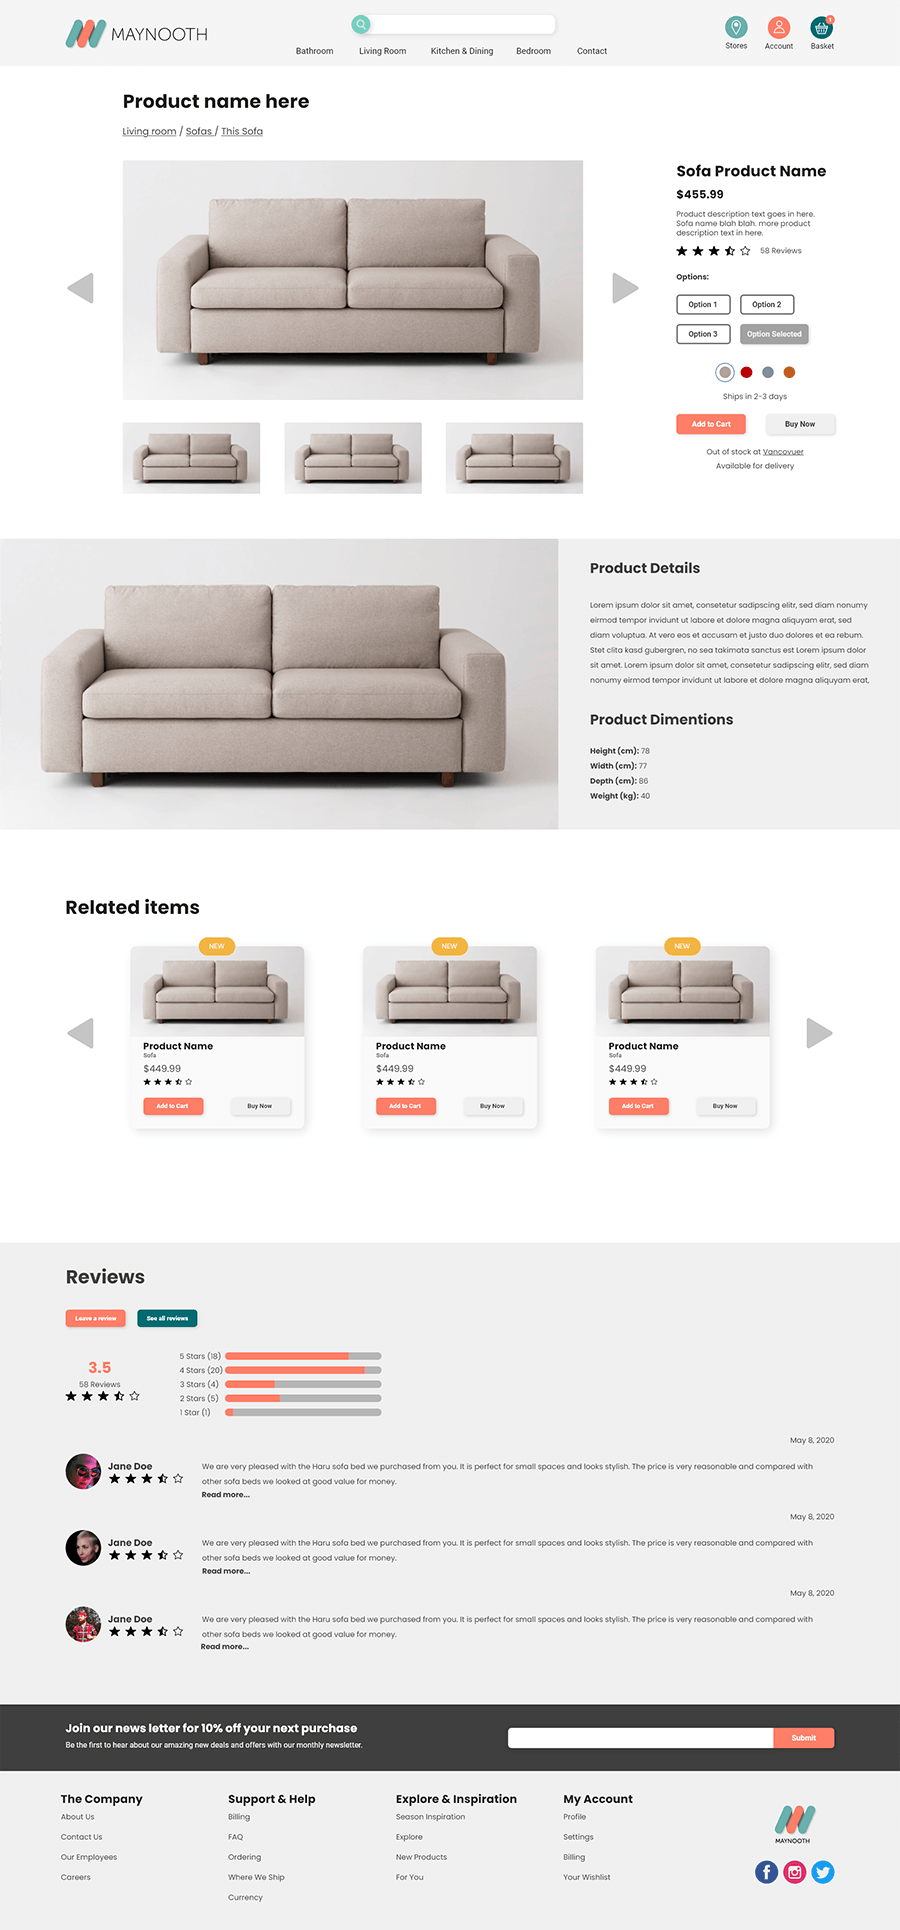 MAYNOOTH
Bathroom
Living Room
Kitchen & Dining
Bedroom
Contact
Stores
Account
1
Basket
Product name here
Living room / Sofas / This Sofa
Sofa Product Name
$455.99
Product description text goes in here.
Sofa name blah blah. more product
description text in here.
58 Reviews
Options:
Option 1
Option 2
Option 3
Option Selected
Ships in 2-3 days
Add to Cart
Buy Now
Out of stock at Vancovuer
Available for delivery
Product Details
Lorem ipsum dolor sit amet, consetetur sadipscing elitr, sed diam nonumy
eirmod tempor invidunt ut labore et dolore magna aliquyam erat, sed
diam voluptua. At vero eos et accusam et justo duo dolores et ea rebum.
Stet clita kasd gubergren, no sea takimata sanctus est Lorem ipsum dolor
sit amet. Lorem ipsum dolor sit amet, consetetur sadipscing elitr, sed diam
nonumy eirmod tempor invidunt ut labore et dolore magna aliquyam erat,
Product Dimentions
Height (cm): 78
Width (cm): 77
Depth (cm): 86
Weight (kg): 40
Related items
NEW
Product Name
Sofa
$449.99
Add to Cart
Buy Now
NEW
Product Name
Sofa
$449.99
Add to Cart
Buy Now
NEW
Product Name
Sofa
$449.99
Add to Cart
Buy Now
Reviews
Leave a review
See all reviews
3.5
58 Reviews
5 Stars (18)
4 Stars (20)
3 Stars (4)
2 Stars (5)
1 Star (1)
May 8, 2020
Jane Doe
We are very pleased with the Haru sofa bed we purchased from you. It is perfect for small spaces and looks stylish. The price is very reasonable and compared with
other sofa beds we looked at good value for money.
Read more...
May 8, 2020
Jane Doe
We are very pleased with the Haru sofa bed we purchased from you. It is perfect for small spaces and looks stylish. The price is very reasonable and compared with
other sofa beds we looked at good value for money.
Read more...
May 8, 2020
Jane Doe
We are very pleased with the Haru sofa bed we purchased from you. It is perfect for small spaces and looks stylish. The price is very reasonable and compared with
other sofa beds we looked at good value for money.
Read more...
Join our news letter for 10% off your next purchase
Be the first to hear about our amazing new deals and offers with our monthly newsletter.
Submit
The Company
About Us
Contact Us
Our Employees
Careers
Support & Help
Billing
FAQ
Ordering
Where We Ship
Currency
Explore & Inspiration
Season Inspiration
Explore
New Products
For You
My Account
Profile
Settings
Billing
Your Wishlist
MAYNOOTH